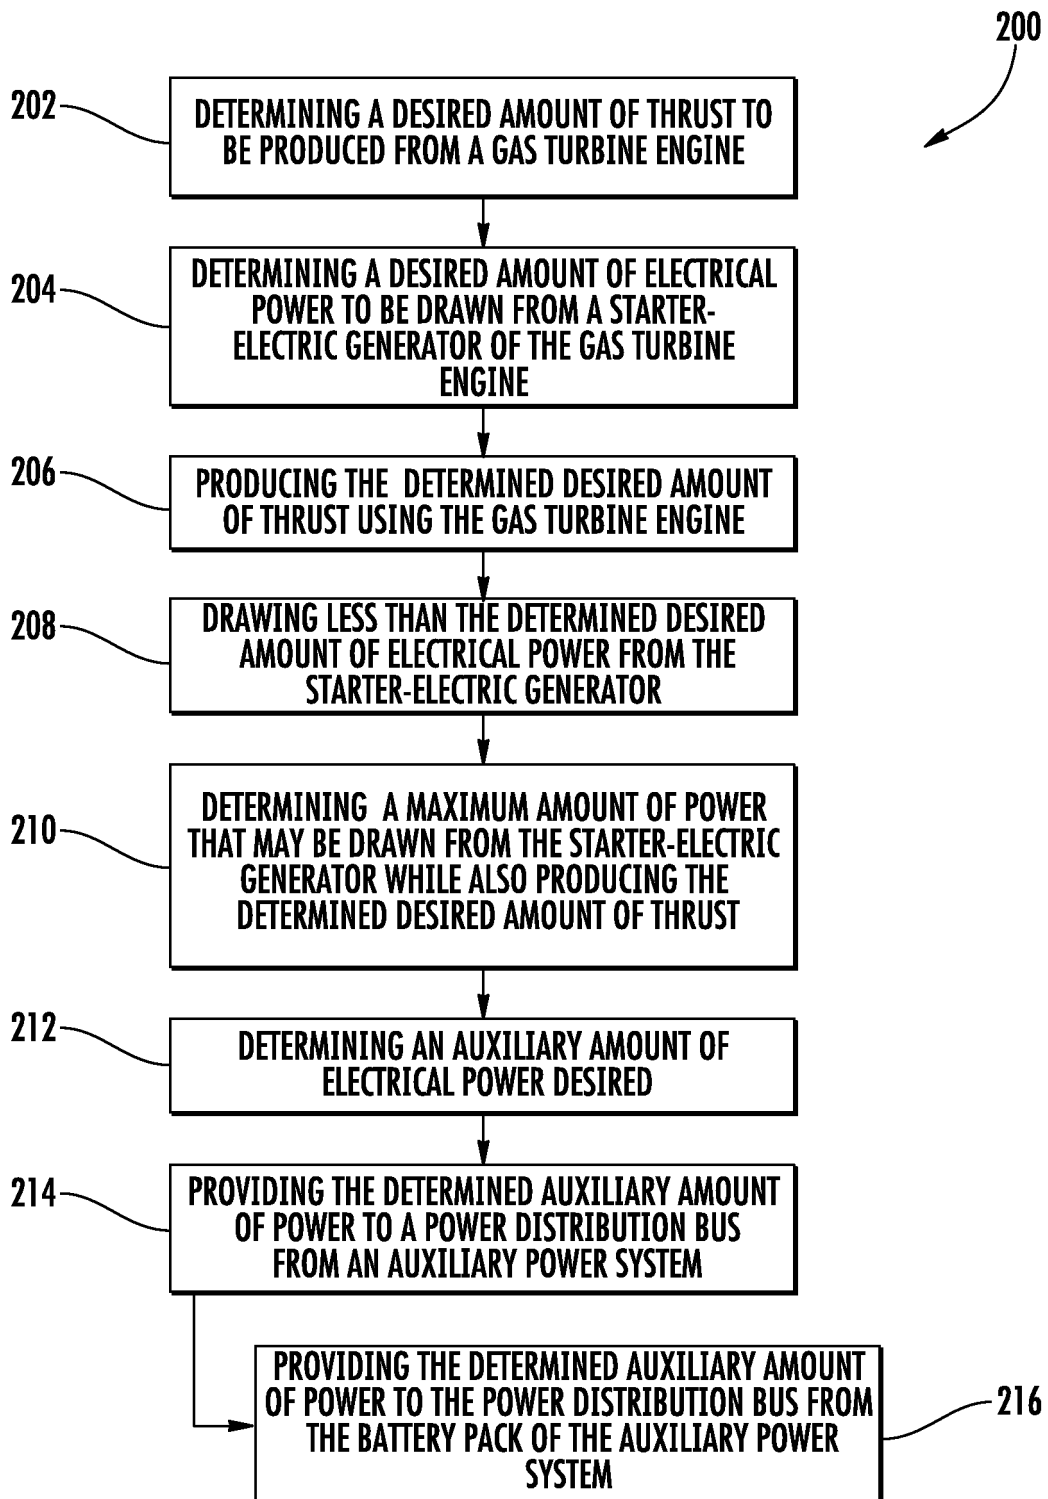 200
202
DETERMINING A DESIRED AMOUNT OF THRUST TO
BE PRODUCED FROM A GAS TURBINE ENGINE
204
DETERMINING A DESIRED AMOUNT OF ELECTRICAL
POWER TO BE DRAWN FROM A STARTER-
ELECTRIC GENERATOR OF THE GAS TURBINE
ENGINE
206
PRODUCING THE DETERMINED DESIRED AMOUNT
OF THRUST USING THE GAS TURBINE ENGINE
208
DRAWING LESS THAN THE DETERMINED DESIRED
AMOUNT OF ELECTRICAL POWER FROM THE
STARTER-ELECTRIC GENERATOR
210
DETERMINING A MAXIMUM AMOUNT OF POWER
THAT MAY BE DRAWN FROM THE STARTER-ELECTRIC
GENERATOR WHILE ALSO PRODUCING THE
DETERMINED DESIRED AMOUNT OF THRUST
212
DETERMINING AN AUXILIARY AMOUNT OF
ELECTRICAL POWER DESIRED
214
PROVIDING THE DETERMINED AUXILIARY AMOUNT
OF POWER TO A POWER DISTRIBUTION BUS
FROM AN AUXILIARY POWER SYSTEM
PROVIDING THE DETERMINED AUXILIARY AMOUNT
OF POWER TO THE POWER DISTRIBUTION BUS FROM
THE BATTERY PACK OF THE AUXILIARY POWER
SYSTEM
216